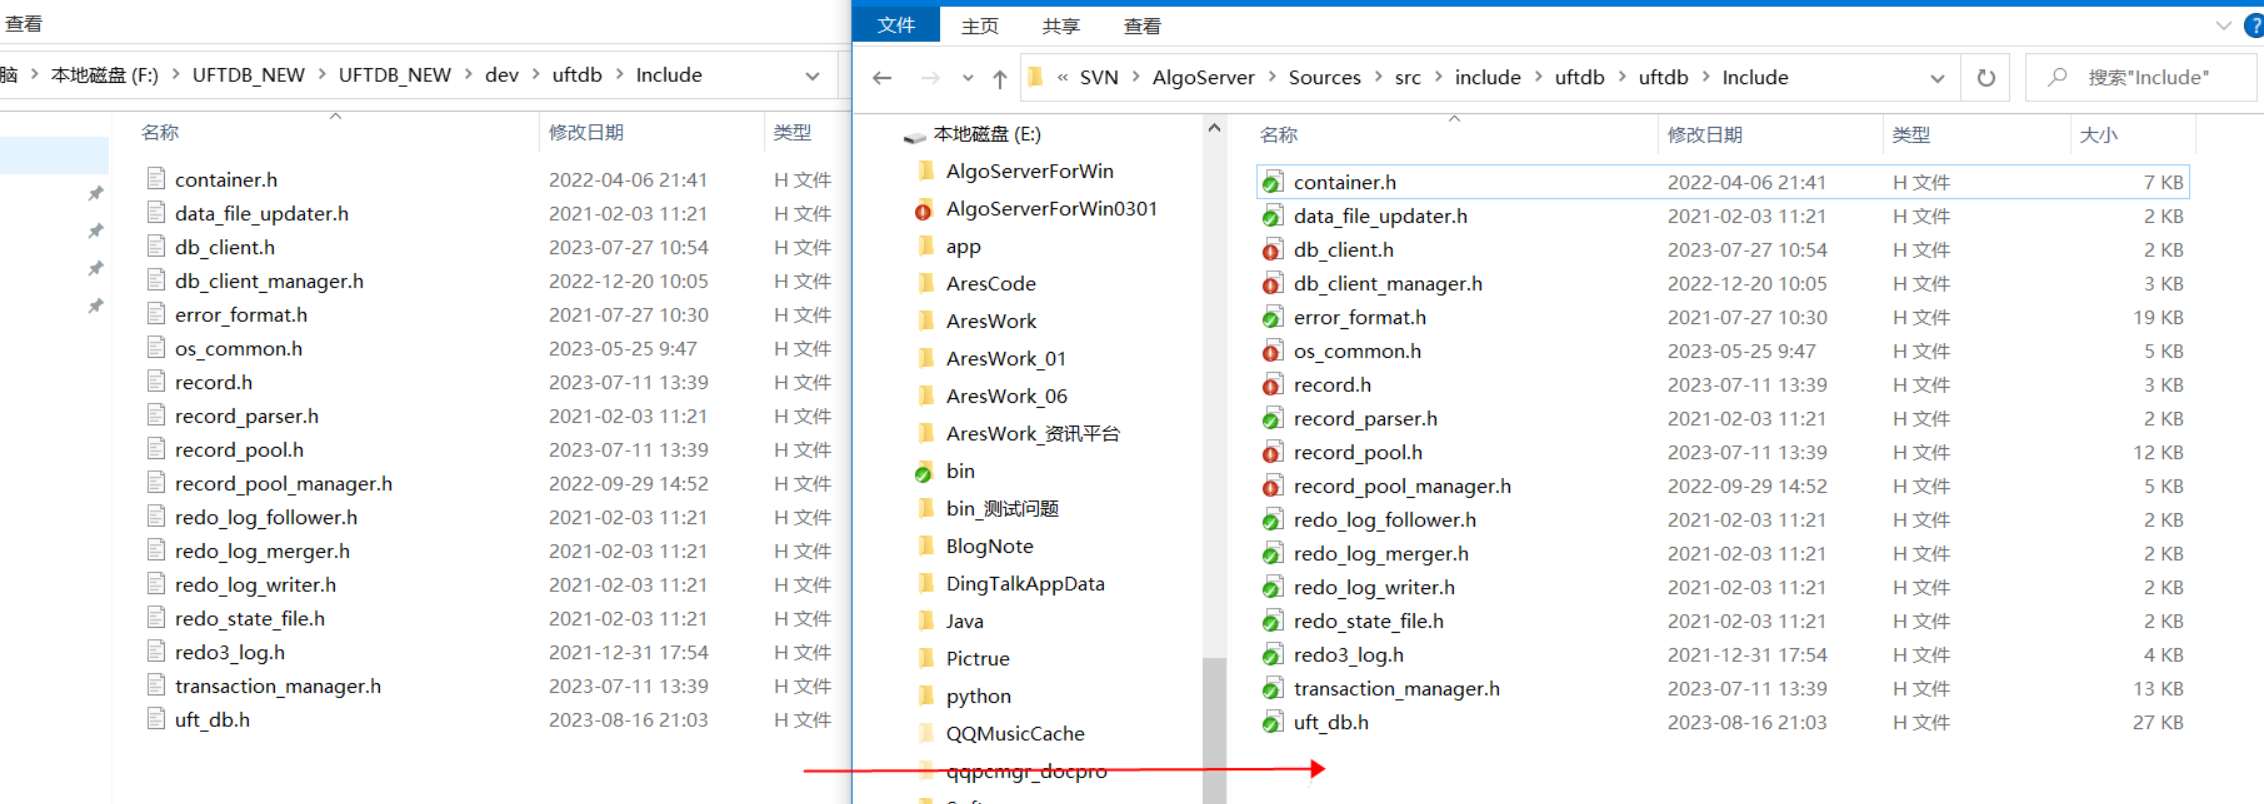 查看
脑 > 本地磁盘 (F:) > UFTDB_NEW > UFTDB_NEW > dev > uftdb > Include
名称 修改日期 类型
container.h 2022-04-06 21:41 H 文件
data_file_updater.h 2021-02-03 11:21 H 文件
db_client.h 2023-07-27 10:54 H 文件
db_client_manager.h 2022-12-20 10:05 H 文件
error_format.h 2021-07-27 10:30 H 文件
os_common.h 2023-05-25 9:47 H 文件
record.h 2023-07-11 13:39 H 文件
record_parser.h 2021-02-03 11:21 H 文件
record_pool.h 2023-07-11 13:39 H 文件
record_pool_manager.h 2022-09-29 14:52 H 文件
redo_log_follower.h 2021-02-03 11:21 H 文件
redo_log_merger.h 2021-02-03 11:21 H 文件
redo_log_writer.h 2021-02-03 11:21 H 文件
redo_state_file.h 2021-02-03 11:21 H 文件
redo3_log.h 2021-12-31 17:54 H 文件
transaction_manager.h 2023-07-11 13:39 H 文件
uft_db.h 2023-08-16 21:03 H 文件
文件 主页 共享 查看
« SVN > AlgoServer > Sources > src > include > uftdb > uftdb > Include
搜索"Include"
本地磁盘 (E:)
AlgoServerForWin
AlgoServerForWin0301
app
AresCode
AresWork
AresWork_01
AresWork_06
AresWork_资讯平台
bin
bin_测试问题
BlogNote
DingTalkAppData
Java
Pictrue
python
QQMusicCache
qqpcmgr_docpro
名称 修改日期 类型 大小
container.h 2022-04-06 21:41 H 文件 7 KB
data_file_updater.h 2021-02-03 11:21 H 文件 2 KB
db_client.h 2023-07-27 10:54 H 文件 2 KB
db_client_manager.h 2022-12-20 10:05 H 文件 3 KB
error_format.h 2021-07-27 10:30 H 文件 19 KB
os_common.h 2023-05-25 9:47 H 文件 5 KB
record.h 2023-07-11 13:39 H 文件 3 KB
record_parser.h 2021-02-03 11:21 H 文件 2 KB
record_pool.h 2023-07-11 13:39 H 文件 12 KB
record_pool_manager.h 2022-09-29 14:52 H 文件 5 KB
redo_log_follower.h 2021-02-03 11:21 H 文件 2 KB
redo_log_merger.h 2021-02-03 11:21 H 文件 2 KB
redo_log_writer.h 2021-02-03 11:21 H 文件 2 KB
redo_state_file.h 2021-02-03 11:21 H 文件 2 KB
redo3_log.h 2021-12-31 17:54 H 文件 4 KB
transaction_manager.h 2023-07-11 13:39 H 文件 13 KB
uft_db.h 2023-08-16 21:03 H 文件 27 KB